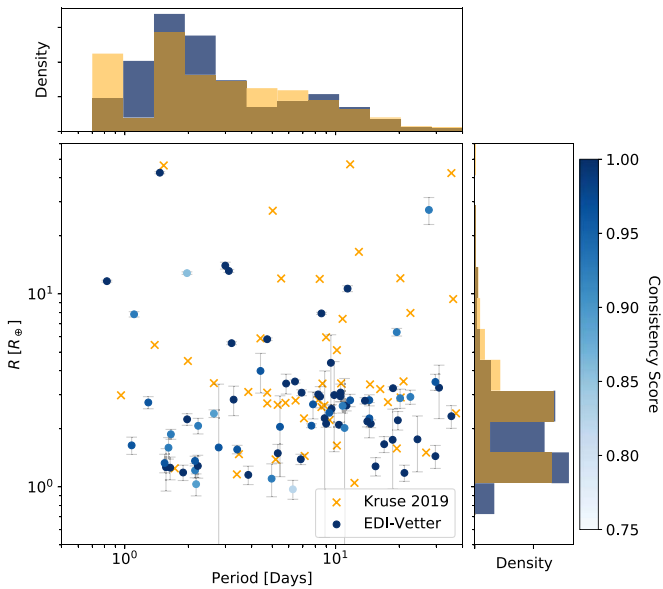 Density
10¹
10⁰
R [R⊕]
Kruse 2019
EDI-Vetter
10⁰
10¹
Period [Days]
Density
1.00
0.95
0.90
0.85
0.80
0.75
Consistency Score